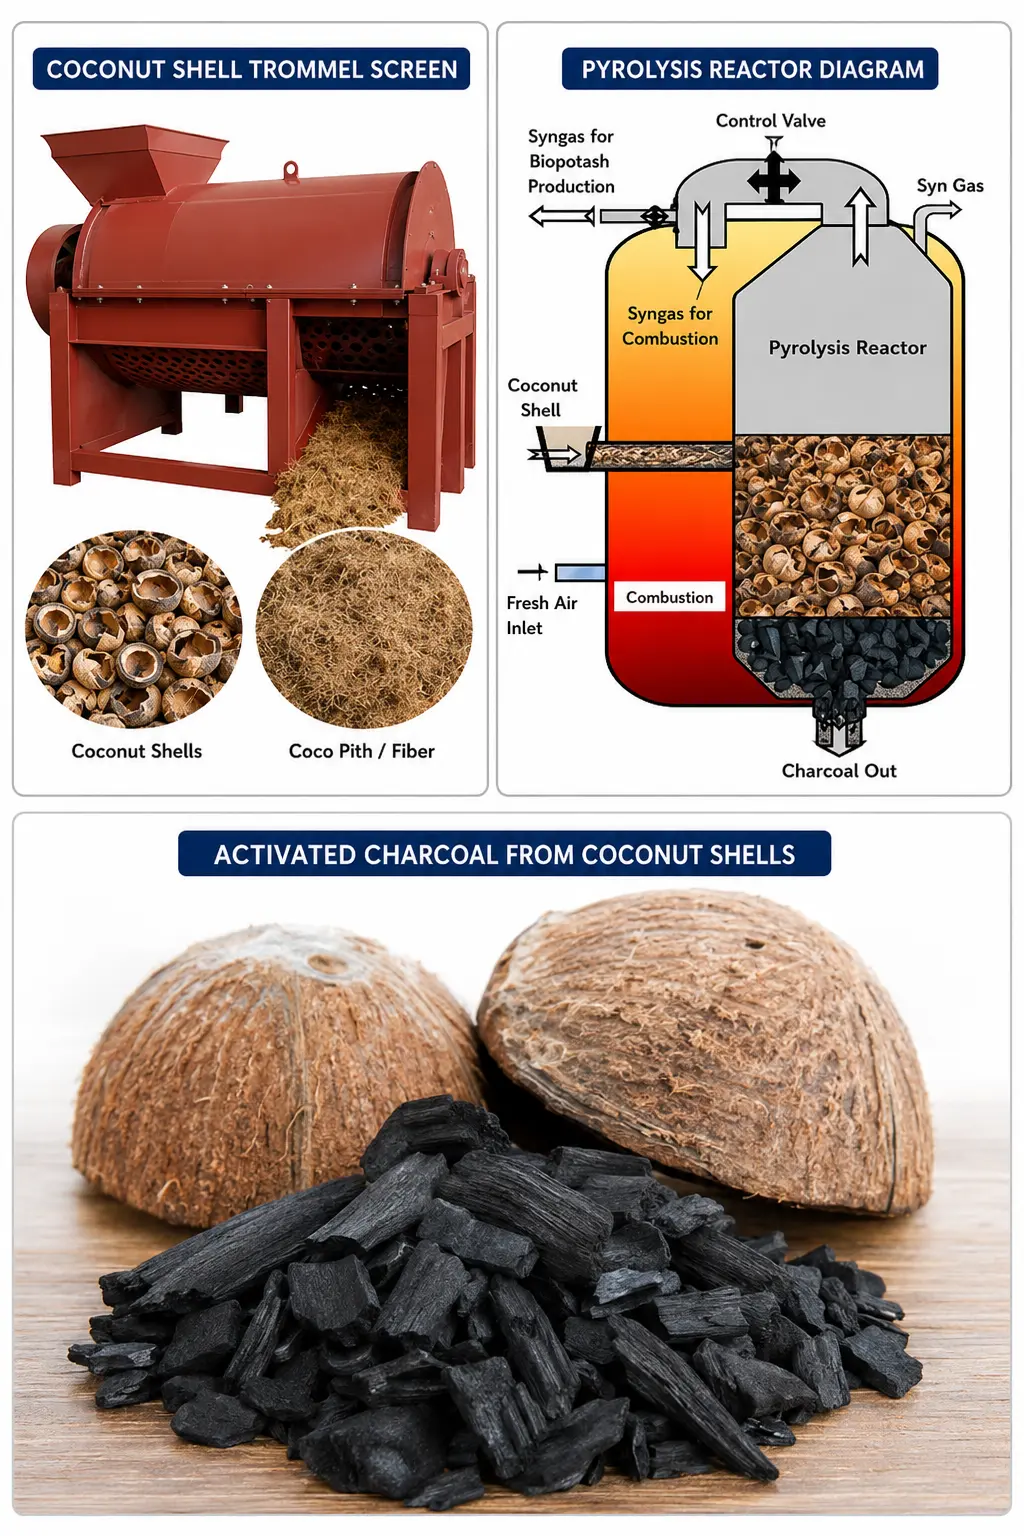 COCONUT SHELL TROMMEL SCREEN
Coconut Shells
Coco Pith / Fiber
PYROLYSIS REACTOR DIAGRAM
Control Valve
Syngas for
Biopotash
Production
Syn Gas
Syngas for
Combustion
Pyrolysis Reactor
Coconut
Shell
Combustion
Fresh Air
Inlet
Charcoal Out
ACTIVATED CHARCOAL FROM COCONUT SHELLS